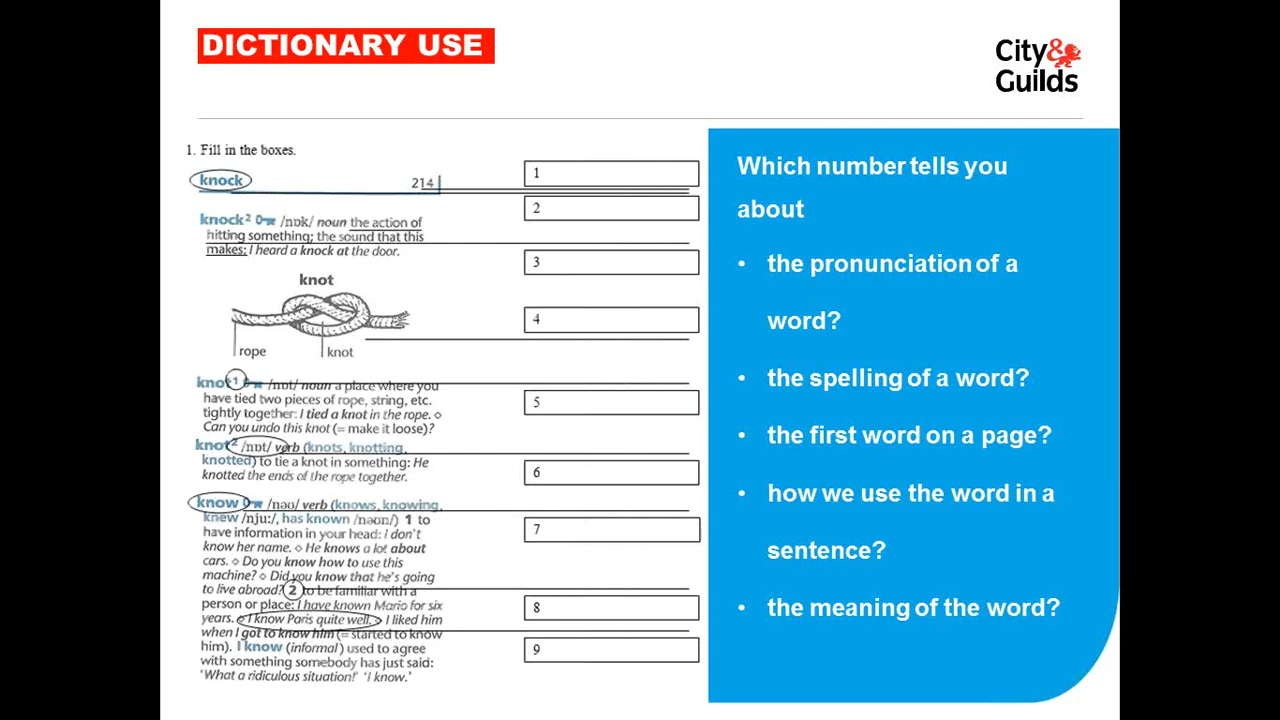 DICTIONARY USE
City&
Guilds
1. Fill in the boxes.
knock
214
knock² /nɒk/ noun the action of
hitting something; the sound that this
makes: I heard a knock at the door.
knot
rope
knot
knot¹ /nɒt/ noun a place where you
have tied two pieces of rope, string, etc.
tightly together: I tied a knot in the rope. ◇
Can you undo this knot (= make it loose)?
knot² /nɒt/ verb (knots, knotting,
knotted) to tie a knot in something: He
knotted the ends of the rope together.
know /nəʊ/ verb (knows, knowing,
knew /njuː/, has known /nəʊn/) 1 to
have information in your head: I don't
know her name. ◇ He knows a lot about
cars. ◇ Do you know how to use this
machine? ◇ Did you know that he's going
to live abroad? 2 to be familiar with a
person or place: I have known Mario for six
years. ◇ I know Paris quite well. ◇ I liked him
when I got to know him (= started to know
him). I know (informal) used to agree
with something somebody has just said:
'What a ridiculous situation!' 'I know.'
1
2
3
4
5
6
7
8
9
Which number tells you
about
• the pronunciation of a
word?
• the spelling of a word?
• the first word on a page?
• how we use the word in a
sentence?
• the meaning of the word?